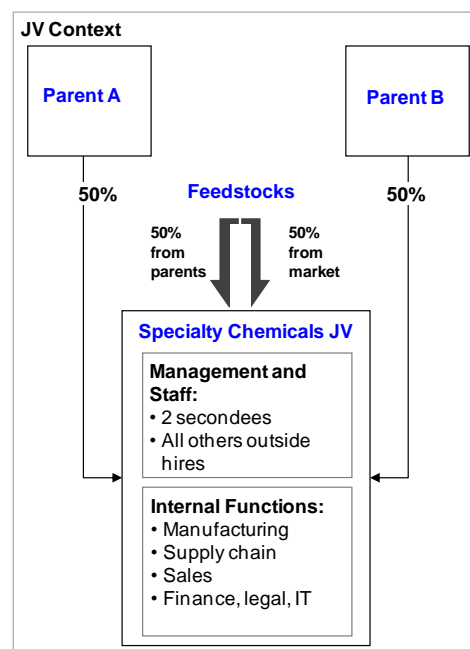 JV Context
Parent A
Parent B
50%
50%
Feedstocks
50%
from
parents
50%
from
market
Specialty Chemicals JV
Management and
Staff:
• 2 secondees
• All others outside
hires
Internal Functions:
• Manufacturing
• Supply chain
• Sales
• Finance, legal, IT